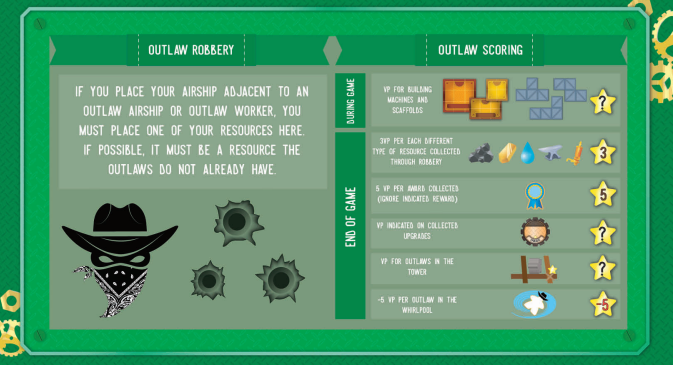 OUTLAW ROBBERY
IF YOU PLACE YOUR AIRSHIP ADJACENT TO AN
OUTLAW AIRSHIP OR OUTLAW WORKER, YOU
MUST PLACE ONE OF YOUR RESOURCES HERE.
IF POSSIBLE, IT MUST BE A RESOURCE THE
OUTLAWS DO NOT ALREADY HAVE.
OUTLAW SCORING
DURING GAME
VP FOR BUILDING
MACHINES AND
SCAFFOLDS
?
END OF GAME
3VP PER EACH DIFFERENT
TYPE OF RESOURCE COLLECTED
THROUGH ROBBERY
3
5 VP PER AWARD COLLECTED
(IGNORE INDICATED REWARD)
5
VP INDICATED ON COLLECTED
UPGRADES
?
VP FOR OUTLAWS IN THE
TOWER
?
-5 VP PER OUTLAW IN THE
WHIRLPOOL
-5